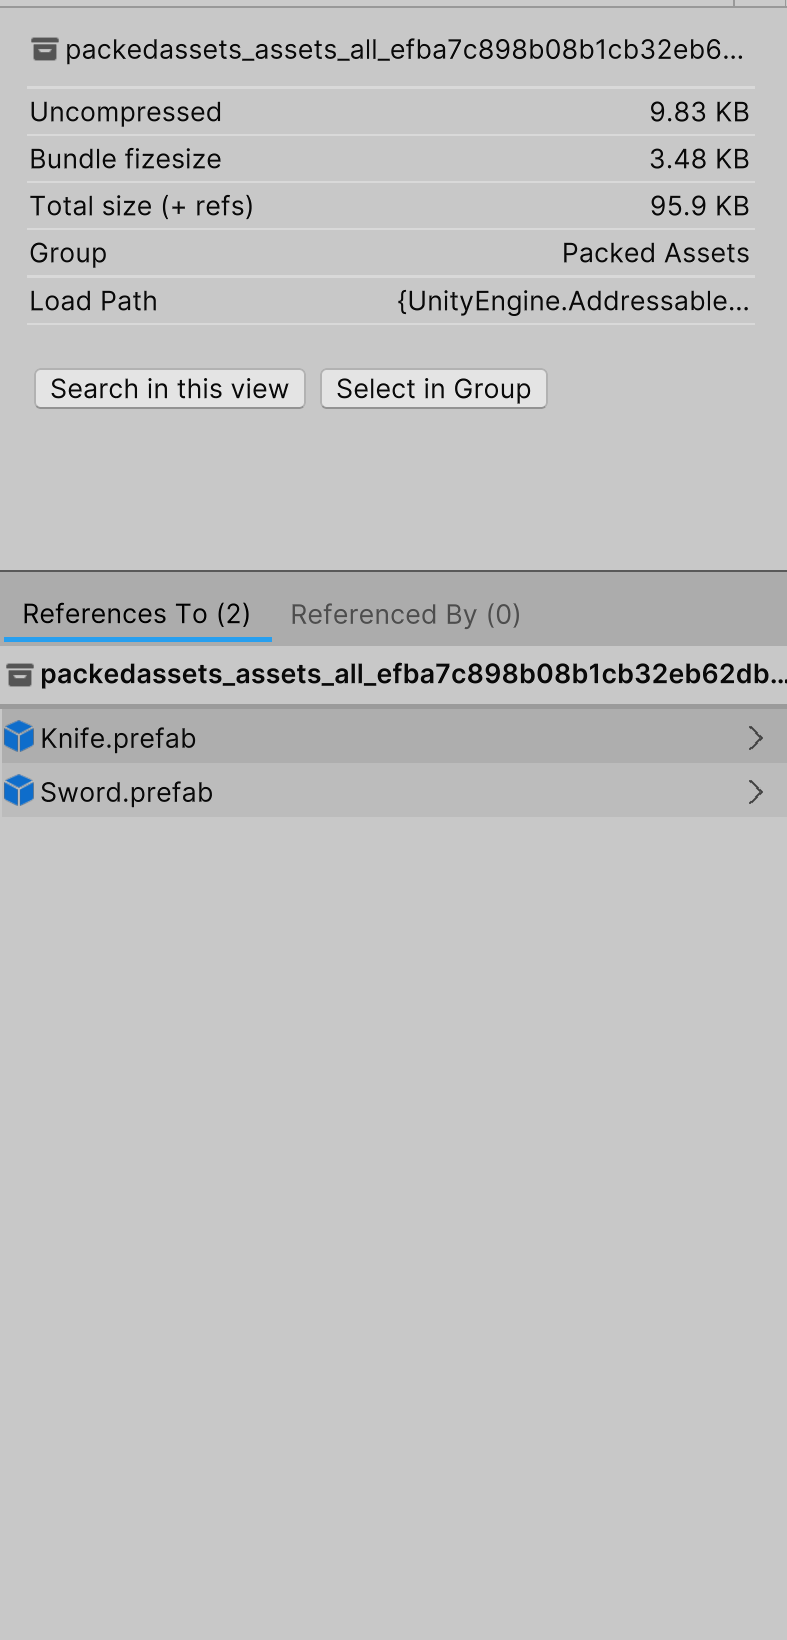 packedassets_assets_all_efba7c898b08b1cb32eb6...
Uncompressed 9.83 KB
Bundle fizesize 3.48 KB
Total size (+ refs) 95.9 KB
Group Packed Assets
Load Path {UnityEngine.Addressable...
Search in this view Select in Group
References To (2) Referenced By (0)
packedassets_assets_all_efba7c898b08b1cb32eb62db...
Knife.prefab
Sword.prefab